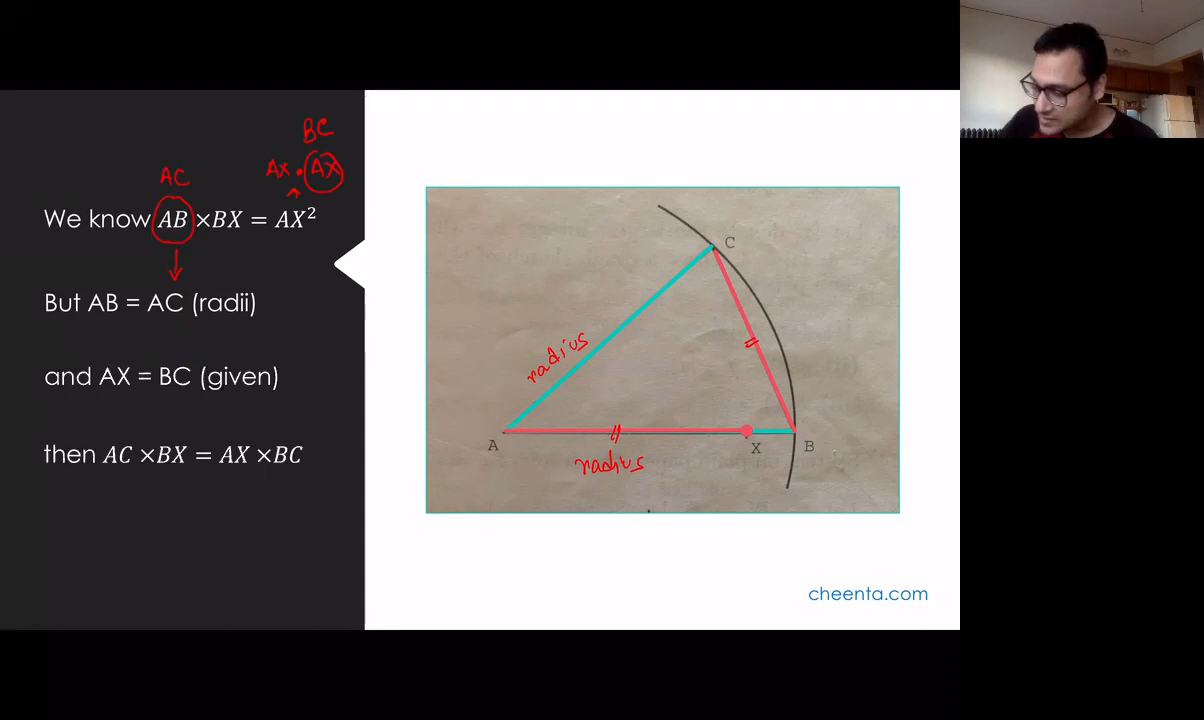 BC
AC
AX · AX
We know AB ×BX = AX²
But AB = AC (radii)
and AX = BC (given)
then AC ×BX = AX ×BC
C
radius
A
X
B
radius
cheenta.com